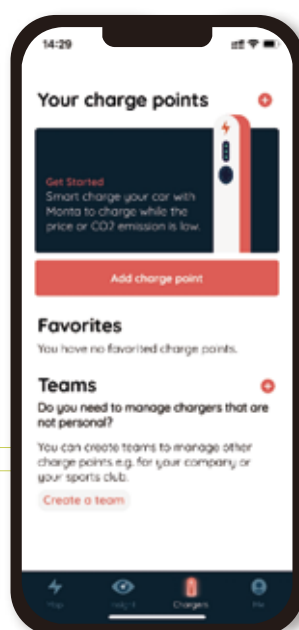 14:29
Your charge points
Get Started
Smart charge your car with
Monta to charge while the
price or CO2 emission is low.
Add charge point
Favorites
You have no favorited charge points.
Teams
Do you need to manage chargers that are
not personal?
You can create teams to manage other
charge points e.g. for your company or
your sports club.
Create a team
Map
Insight
Chargers
Me